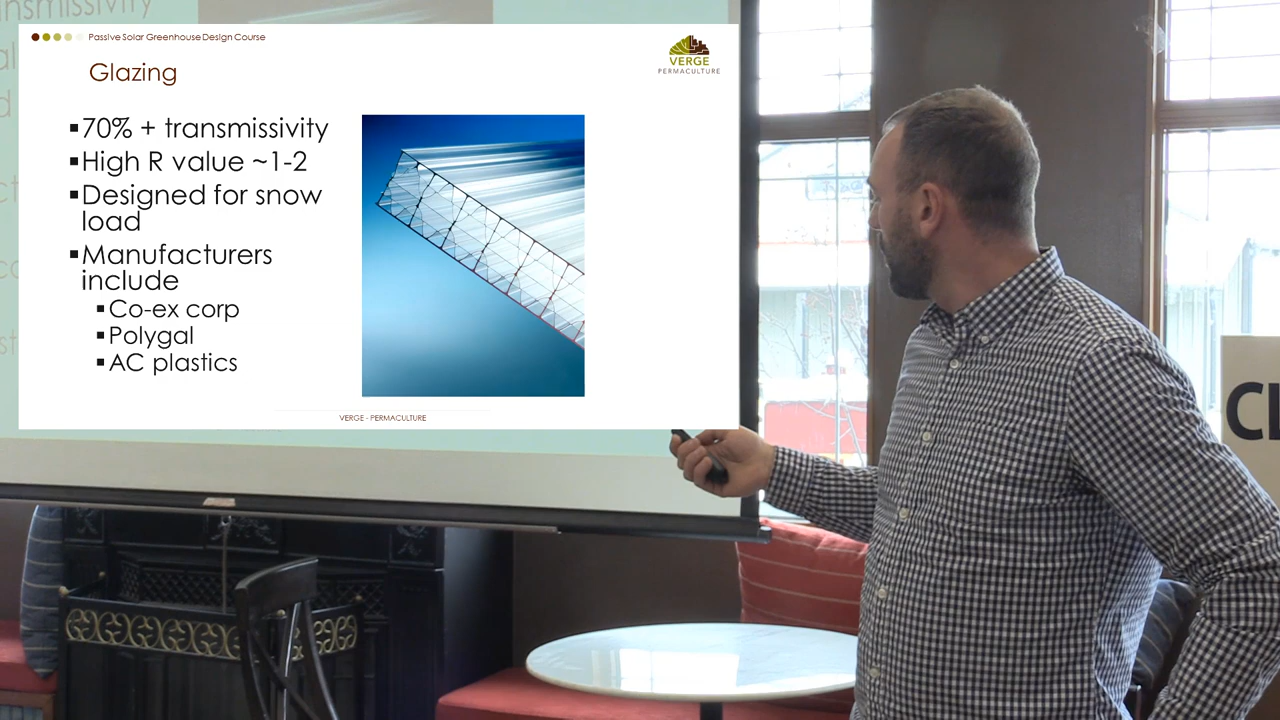 Passive Solar Greenhouse Design Course
VERGE
PERMACULTURE
Glazing
▪70% + transmissivity
▪High R value ~1-2
▪Designed for snow
load
▪Manufacturers
include
▪Co-ex corp
▪Polygal
▪AC plastics
VERGE - PERMACULTURE